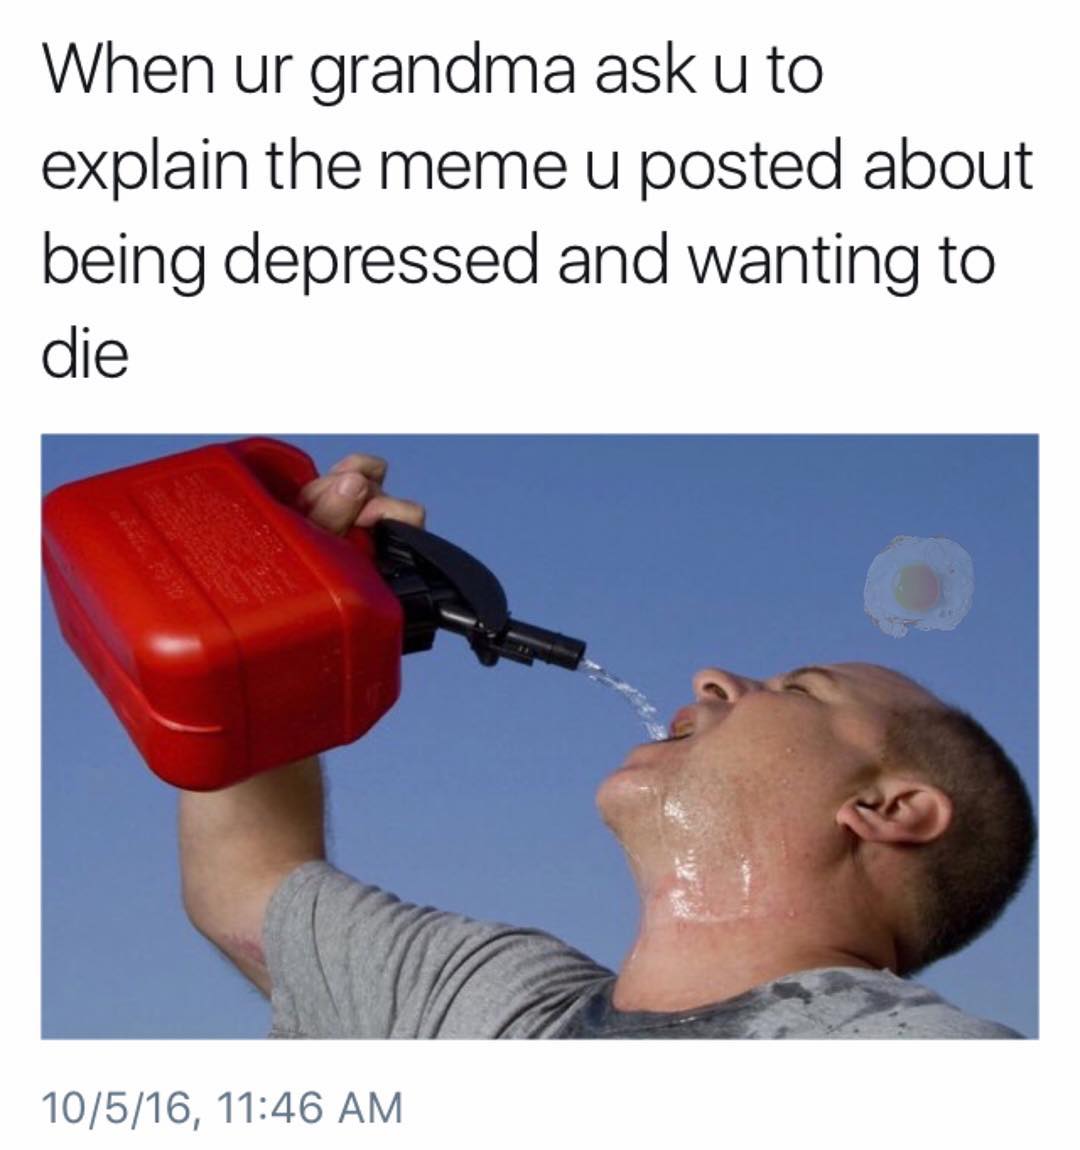 When ur grandma ask u to
explain the meme u posted about
being depressed and wanting to
die
10/5/16, 11:46 AM